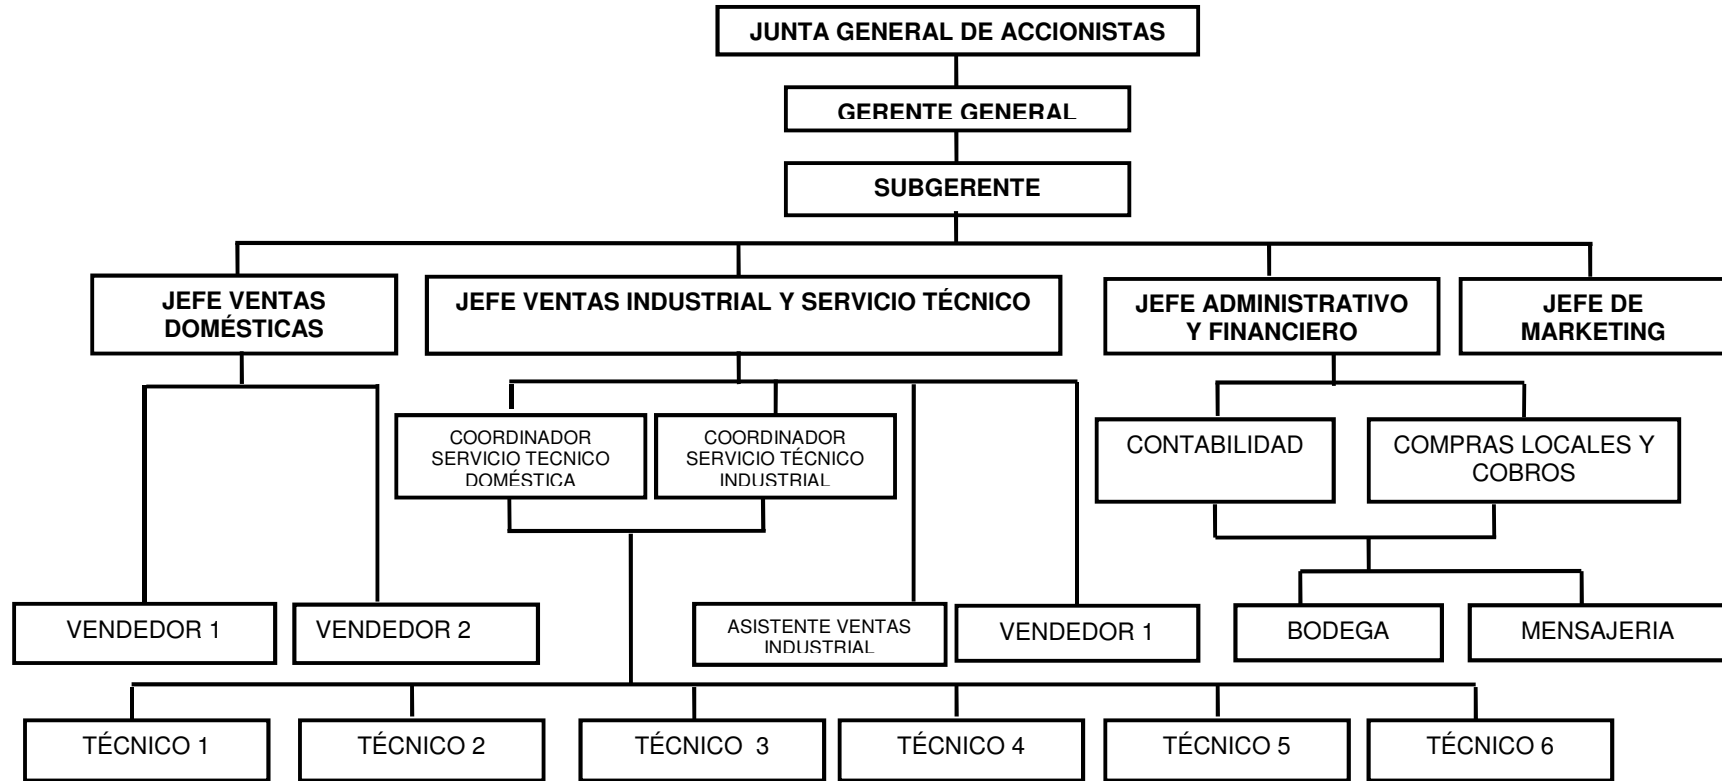 JUNTA GENERAL DE ACCIONISTAS
GERENTE GENERAL
SUBGERENTE
JEFE VENTAS
DOMÉSTICAS
JEFE VENTAS INDUSTRIAL Y SERVICIO TÉCNICO
JEFE ADMINISTRATIVO
Y FINANCIERO
JEFE DE
MARKETING
COORDINADOR
SERVICIO TECNICO
DOMÉSTICA
COORDINADOR
SERVICIO TÉCNICO
INDUSTRIAL
CONTABILIDAD
COMPRAS LOCALES Y
COBROS
VENDEDOR 1
VENDEDOR 2
ASISTENTE VENTAS
INDUSTRIAL
VENDEDOR 1
BODEGA
MENSAJERIA
TÉCNICO 1
TÉCNICO 2
TÉCNICO 3
TÉCNICO 4
TÉCNICO 5
TÉCNICO 6